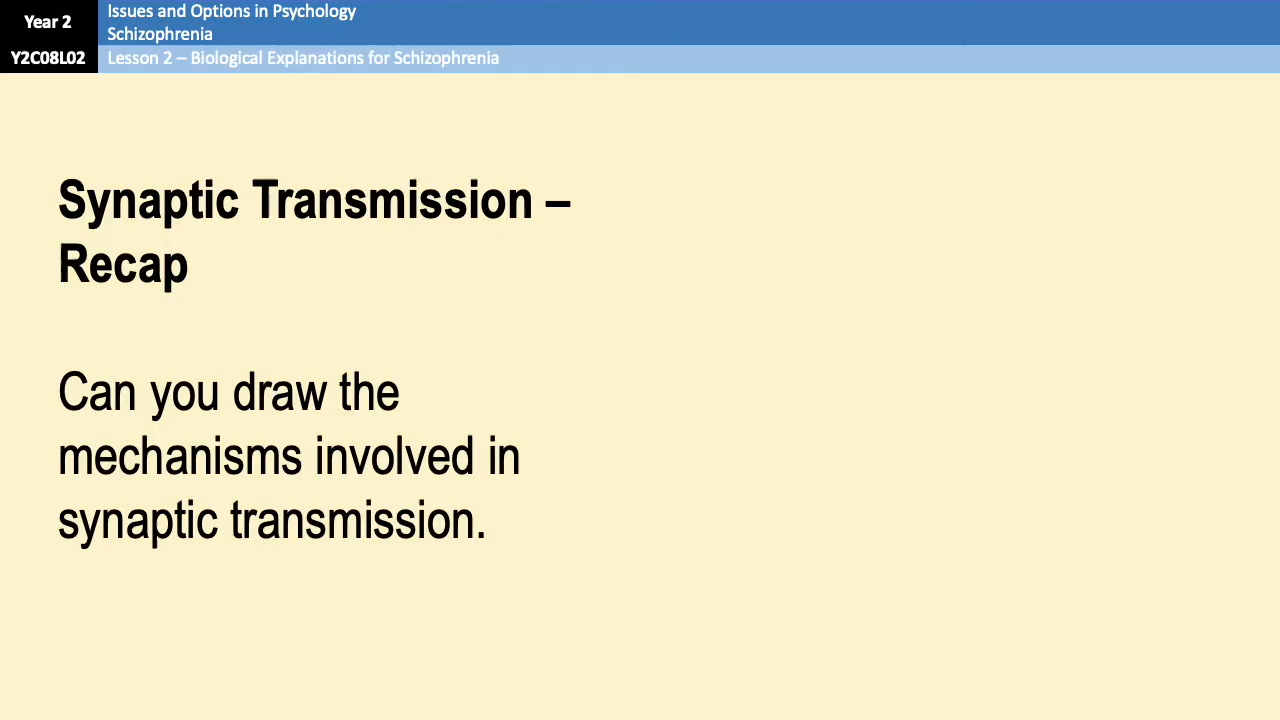 Year 2
Issues and Options in Psychology
Schizophrenia
Y2C08L02
Lesson 2 – Biological Explanations for Schizophrenia
Synaptic Transmission –
Recap
Can you draw the
mechanisms involved in
synaptic transmission.